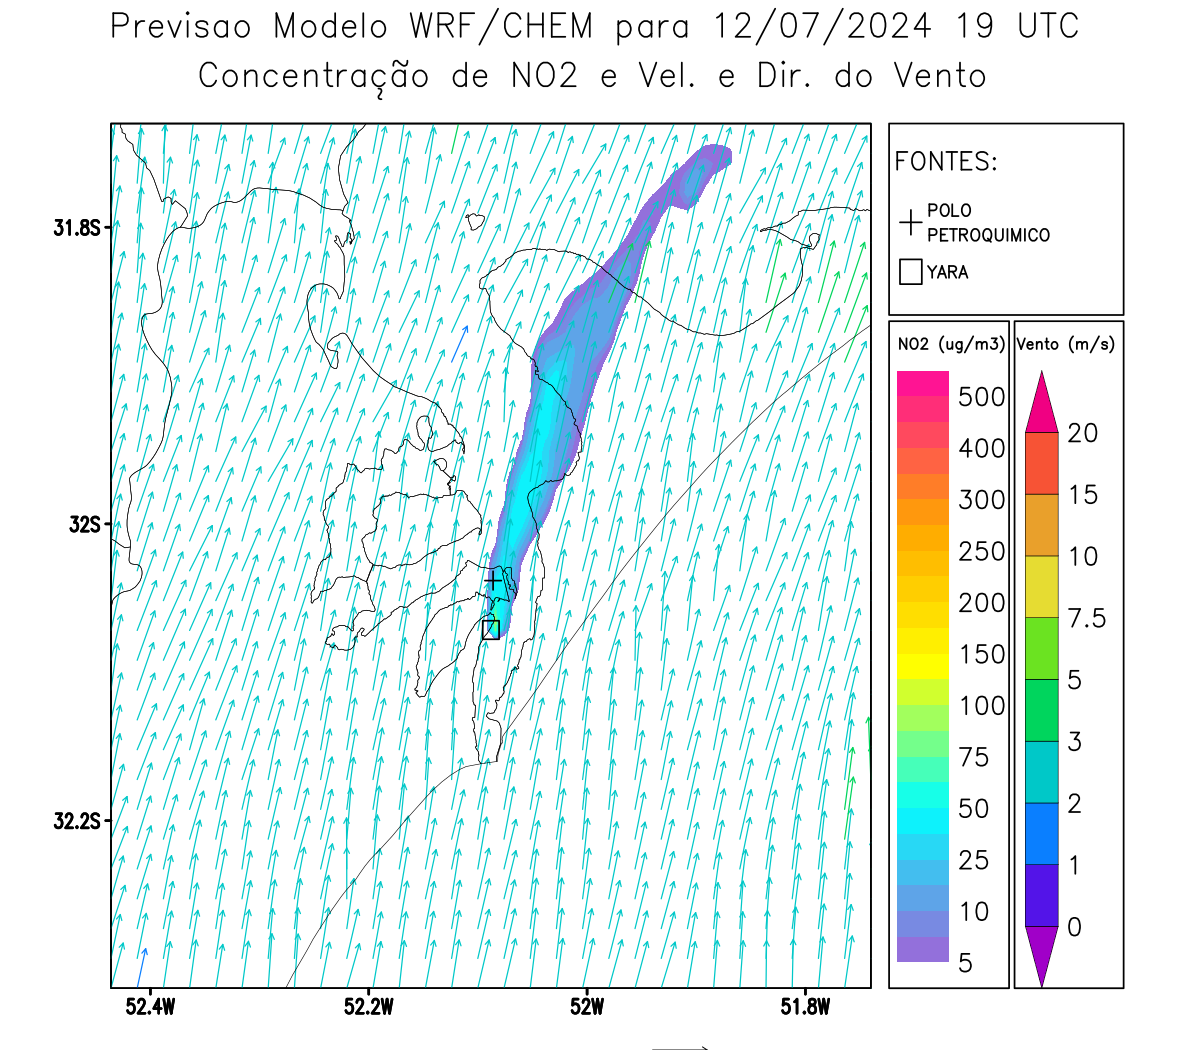 Previsao Modelo WRF/CHEM para 12/07/2024 19 UTC
Concentração de NO2 e Vel. e Dir. do Vento
FONTES:
POLO
PETROQUIMICO
YARA
31.8S
32S
32.2S
52.4W
52.2W
52W
51.8W
NO2 (ug/m3)
500
400
300
250
200
150
100
75
50
25
10
5
Vento (m/s)
20
15
10
7.5
5
3
2
1
0